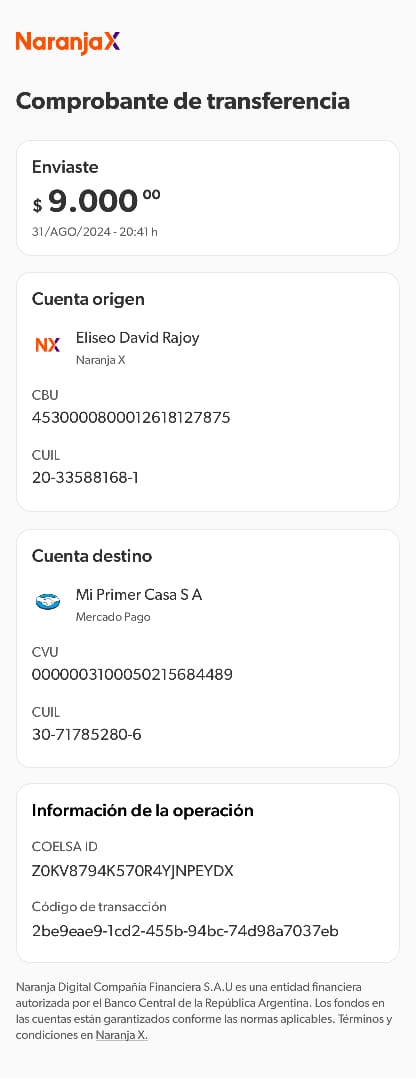 NaranjaX
Comprobante de transferencia
Enviaste
$ 9.000 00
31/AGO/2024 - 20:41 h
Cuenta origen
NX
Eliseo David Rajoy
Naranja X
CBU
4530000800012618127875
CUIL
20-33588168-1
Cuenta destino
Mi Primer Casa S A
Mercado Pago
CVU
0000003100050215684489
CUIL
30-71785280-6
Información de la operación
COELSA ID
Z0KV8794K570R4YJNPEYDX
Código de transacción
2be9eae9-1cd2-455b-94bc-74d98a7037eb
Naranja Digital Compañía Financiera S.A.U es una entidad financiera
autorizada por el Banco Central de la República Argentina. Los fondos en
las cuentas están garantizados conforme las normas aplicables. Términos y
condiciones en Naranja X.